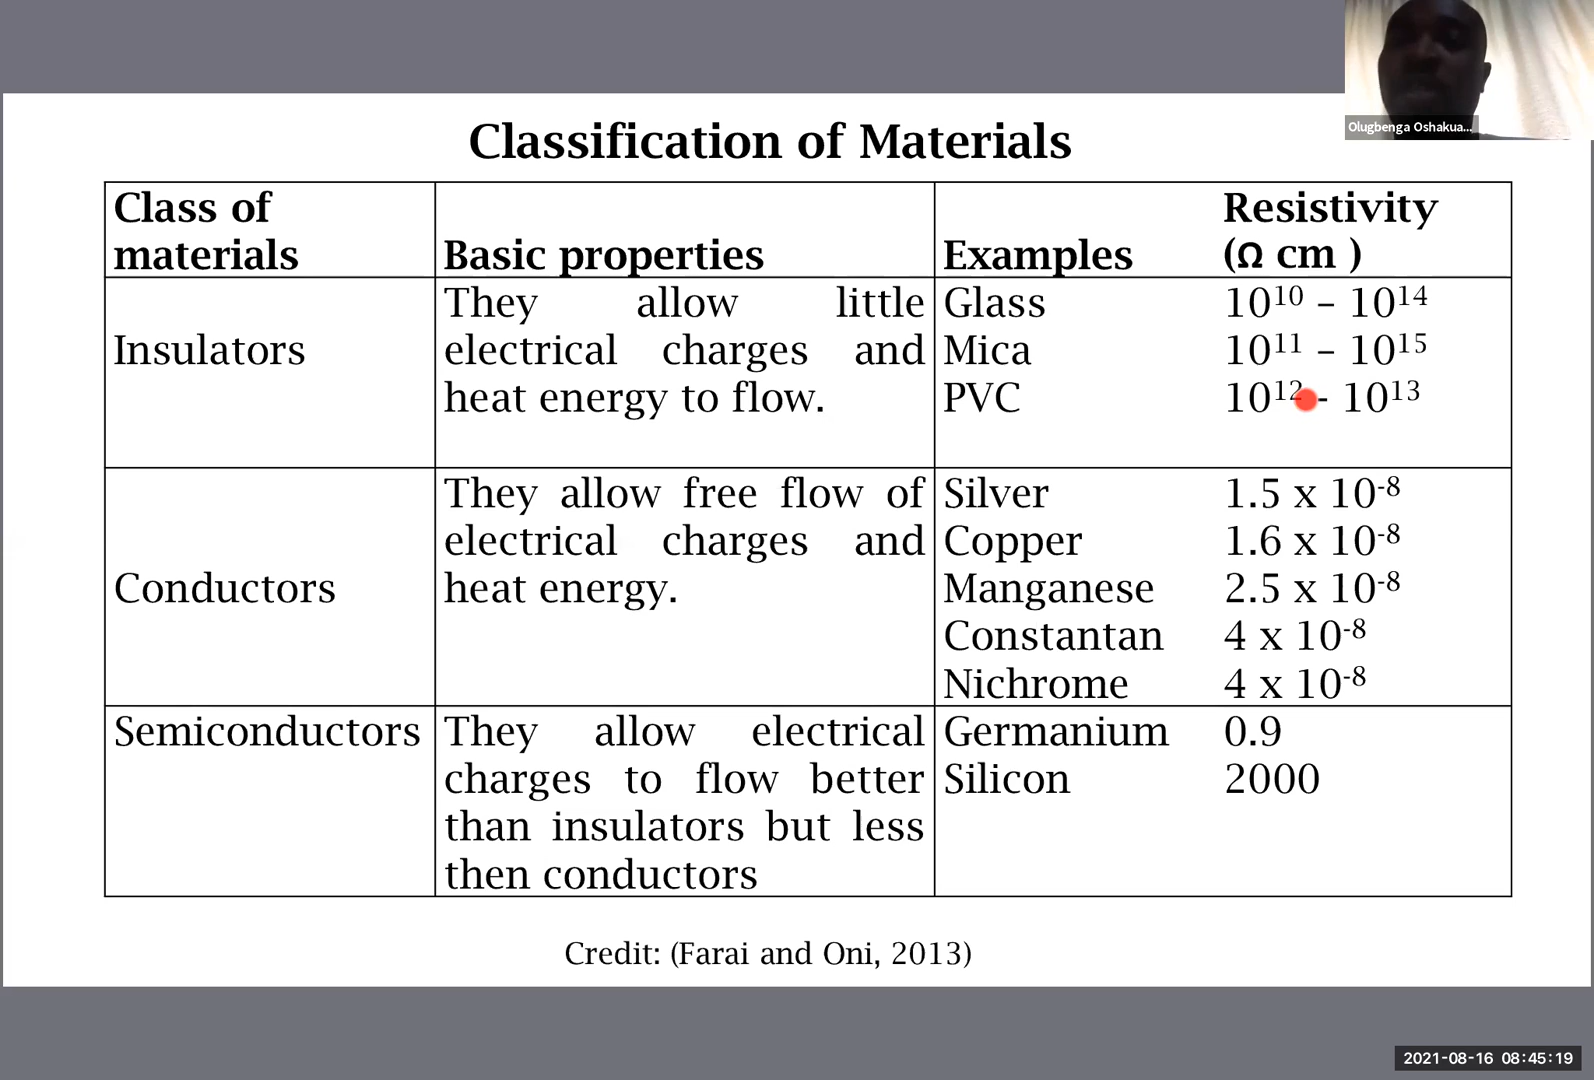 Olugbenga Oshakua...
Classification of Materials
Class of materials | Basic properties | Examples | Resistivity (Ω cm )
Insulators
They allow little
electrical charges and
heat energy to flow.
Glass 10¹⁰ – 10¹⁴
Mica 10¹¹ – 10¹⁵
PVC 10¹² - 10¹³
Conductors
They allow free flow of
electrical charges and
heat energy.
Silver 1.5 x 10⁻⁸
Copper 1.6 x 10⁻⁸
Manganese 2.5 x 10⁻⁸
Constantan 4 x 10⁻⁸
Nichrome 4 x 10⁻⁸
Semiconductors
They allow electrical
charges to flow better
than insulators but less
then conductors
Germanium 0.9
Silicon 2000
Credit: (Farai and Oni, 2013)
2021-08-16 08:45:19